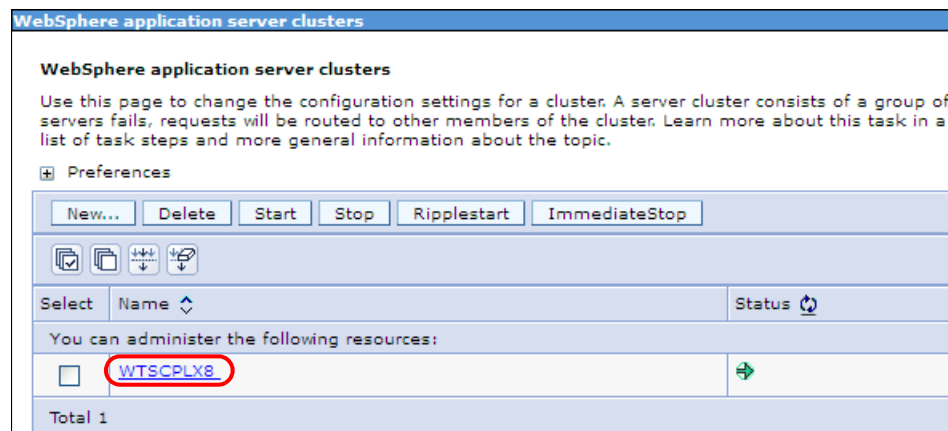 WebSphere application server clusters
WebSphere application server clusters
Use this page to change the configuration settings for a cluster. A server cluster consists of a group of
servers fails, requests will be routed to other members of the cluster. Learn more about this task in a
list of task steps and more general information about the topic.
Preferences
New... Delete Start Stop Ripplestart ImmediateStop
Select Name Status
You can administer the following resources:
WTSCPLX8
Total 1